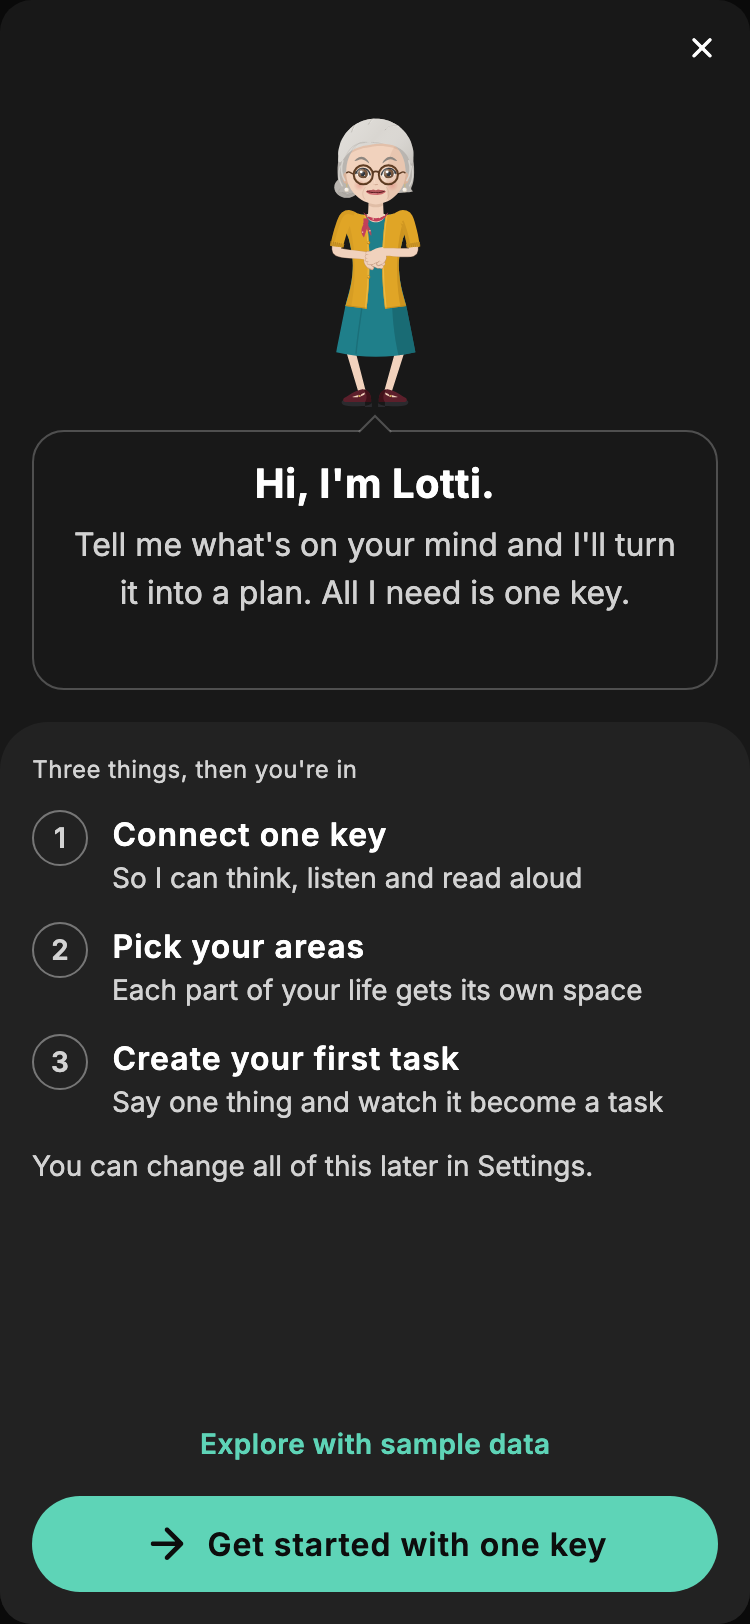 Hi, I'm Lotti.
Tell me what's on your mind and I'll turn
it into a plan. All I need is one key.
Three things, then you're in
1
Connect one key
So I can think, listen and read aloud
2
Pick your areas
Each part of your life gets its own space
3
Create your first task
Say one thing and watch it become a task
You can change all of this later in Settings.
Explore with sample data
Get started with one key